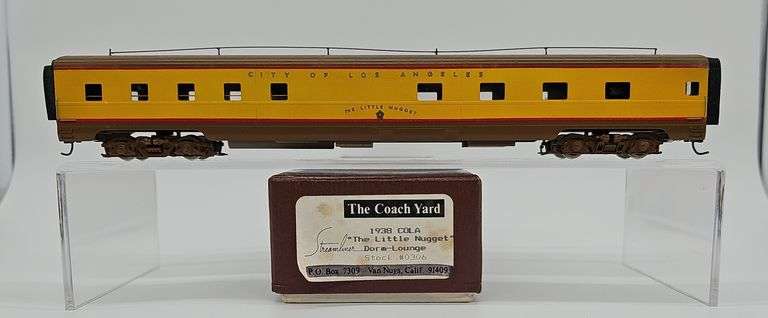 CITY OF LOS ANGELES
THE LITTLE NUGGET
The Coach Yard
1938 COLA
"The Little Nugget"
Streamliner Dorm-Lounge
Stock #0306
P.O. Box 7309 Van Nuys, Calif. 91409